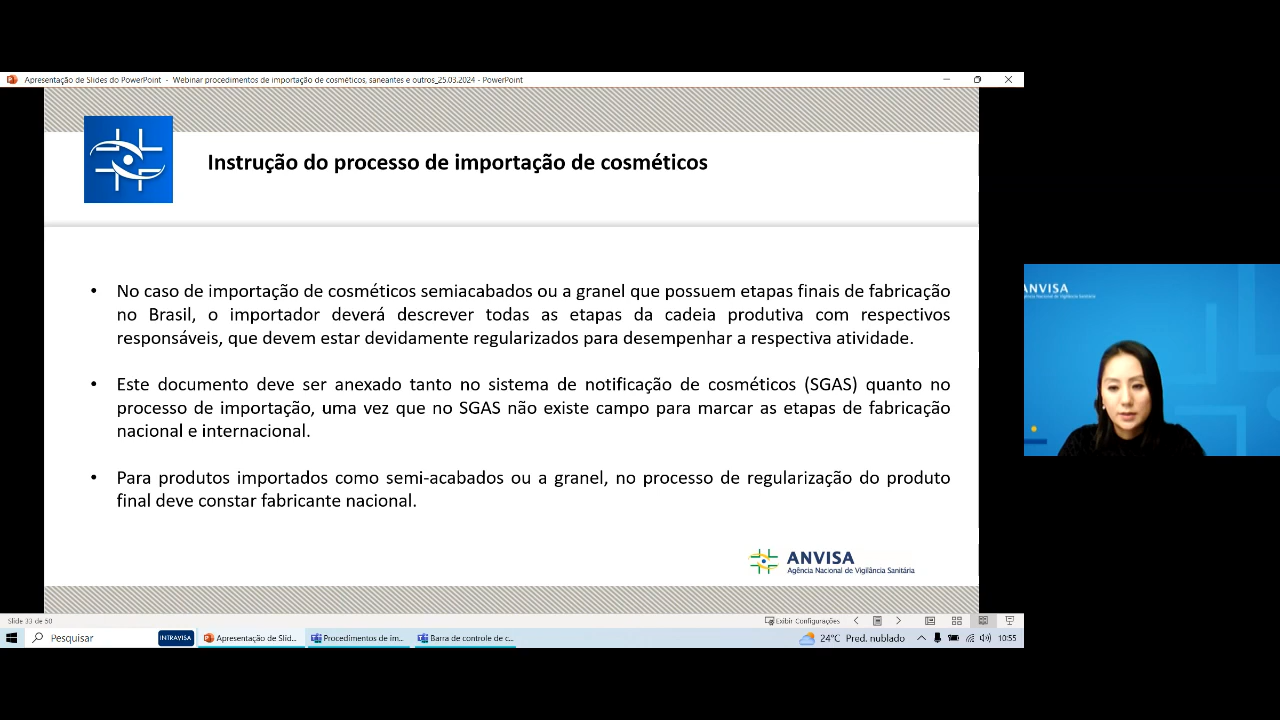 Apresentação de Slides do PowerPoint - Webinar procedimentos de importação de cosméticos, saneantes e outros_25.03.2024 - PowerPoint
Instrução do processo de importação de cosméticos
• No caso de importação de cosméticos semiacabados ou a granel que possuem etapas finais de fabricação
no Brasil, o importador deverá descrever todas as etapas da cadeia produtiva com respectivos
responsáveis, que devem estar devidamente regularizados para desempenhar a respectiva atividade.
• Este documento deve ser anexado tanto no sistema de notificação de cosméticos (SGAS) quanto no
processo de importação, uma vez que no SGAS não existe campo para marcar as etapas de fabricação
nacional e internacional.
• Para produtos importados como semi-acabados ou a granel, no processo de regularização do produto
final deve constar fabricante nacional.
ANVISA
Agência Nacional de Vigilância Sanitária
ANVISA
Slide 33 de 50
Exibir Configurações
Pesquisar
INTRAVISA
Apresentação de Slid...
Procedimentos de im...
Barra de controle de c...
24°C Pred. nublado
10:55